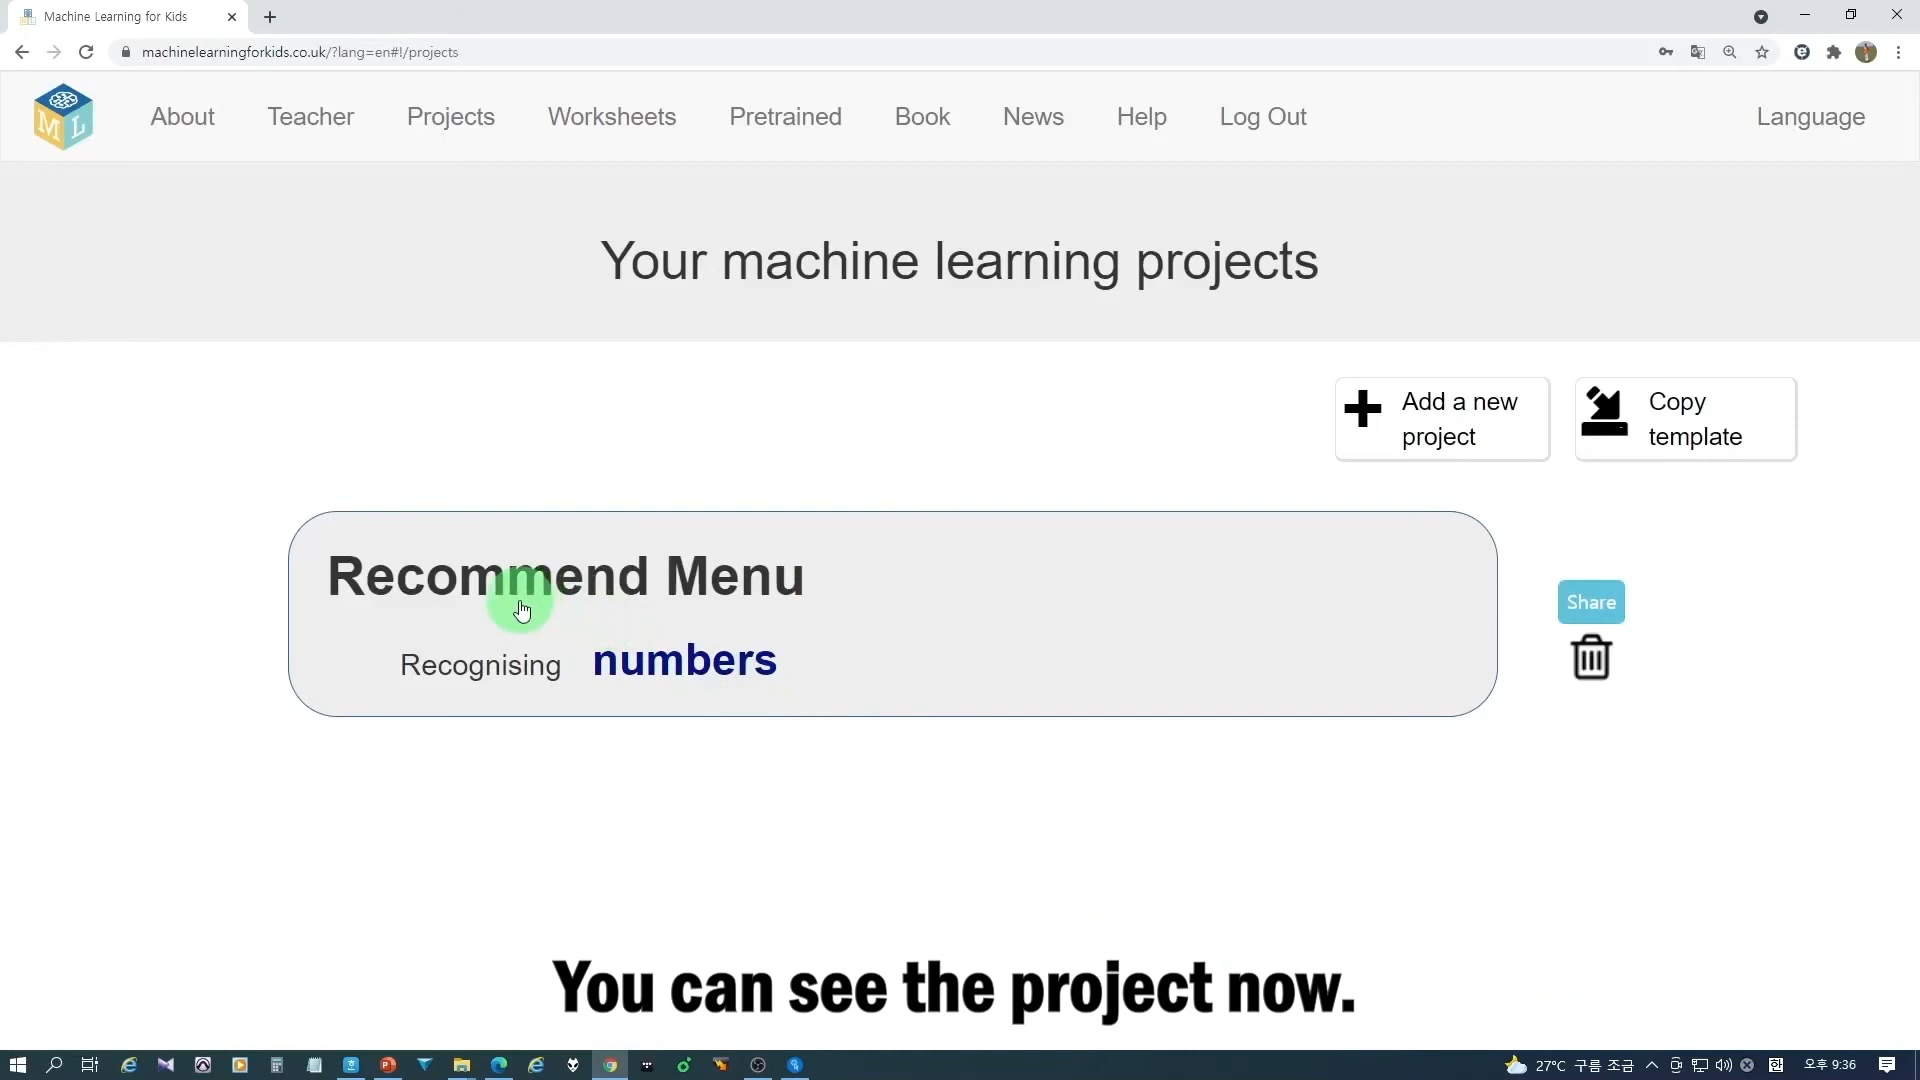 Machine Learning for Kids
machinelearningforkids.co.uk/?lang=en#!/projects
M L
About Teacher Projects Worksheets Pretrained Book News Help Log Out Language
Your machine learning projects
Add a new
project
Copy
template
Recommend Menu
Share
Recognising numbers
You can see the project now.
27°C 구름 조금 한 오후 9:36